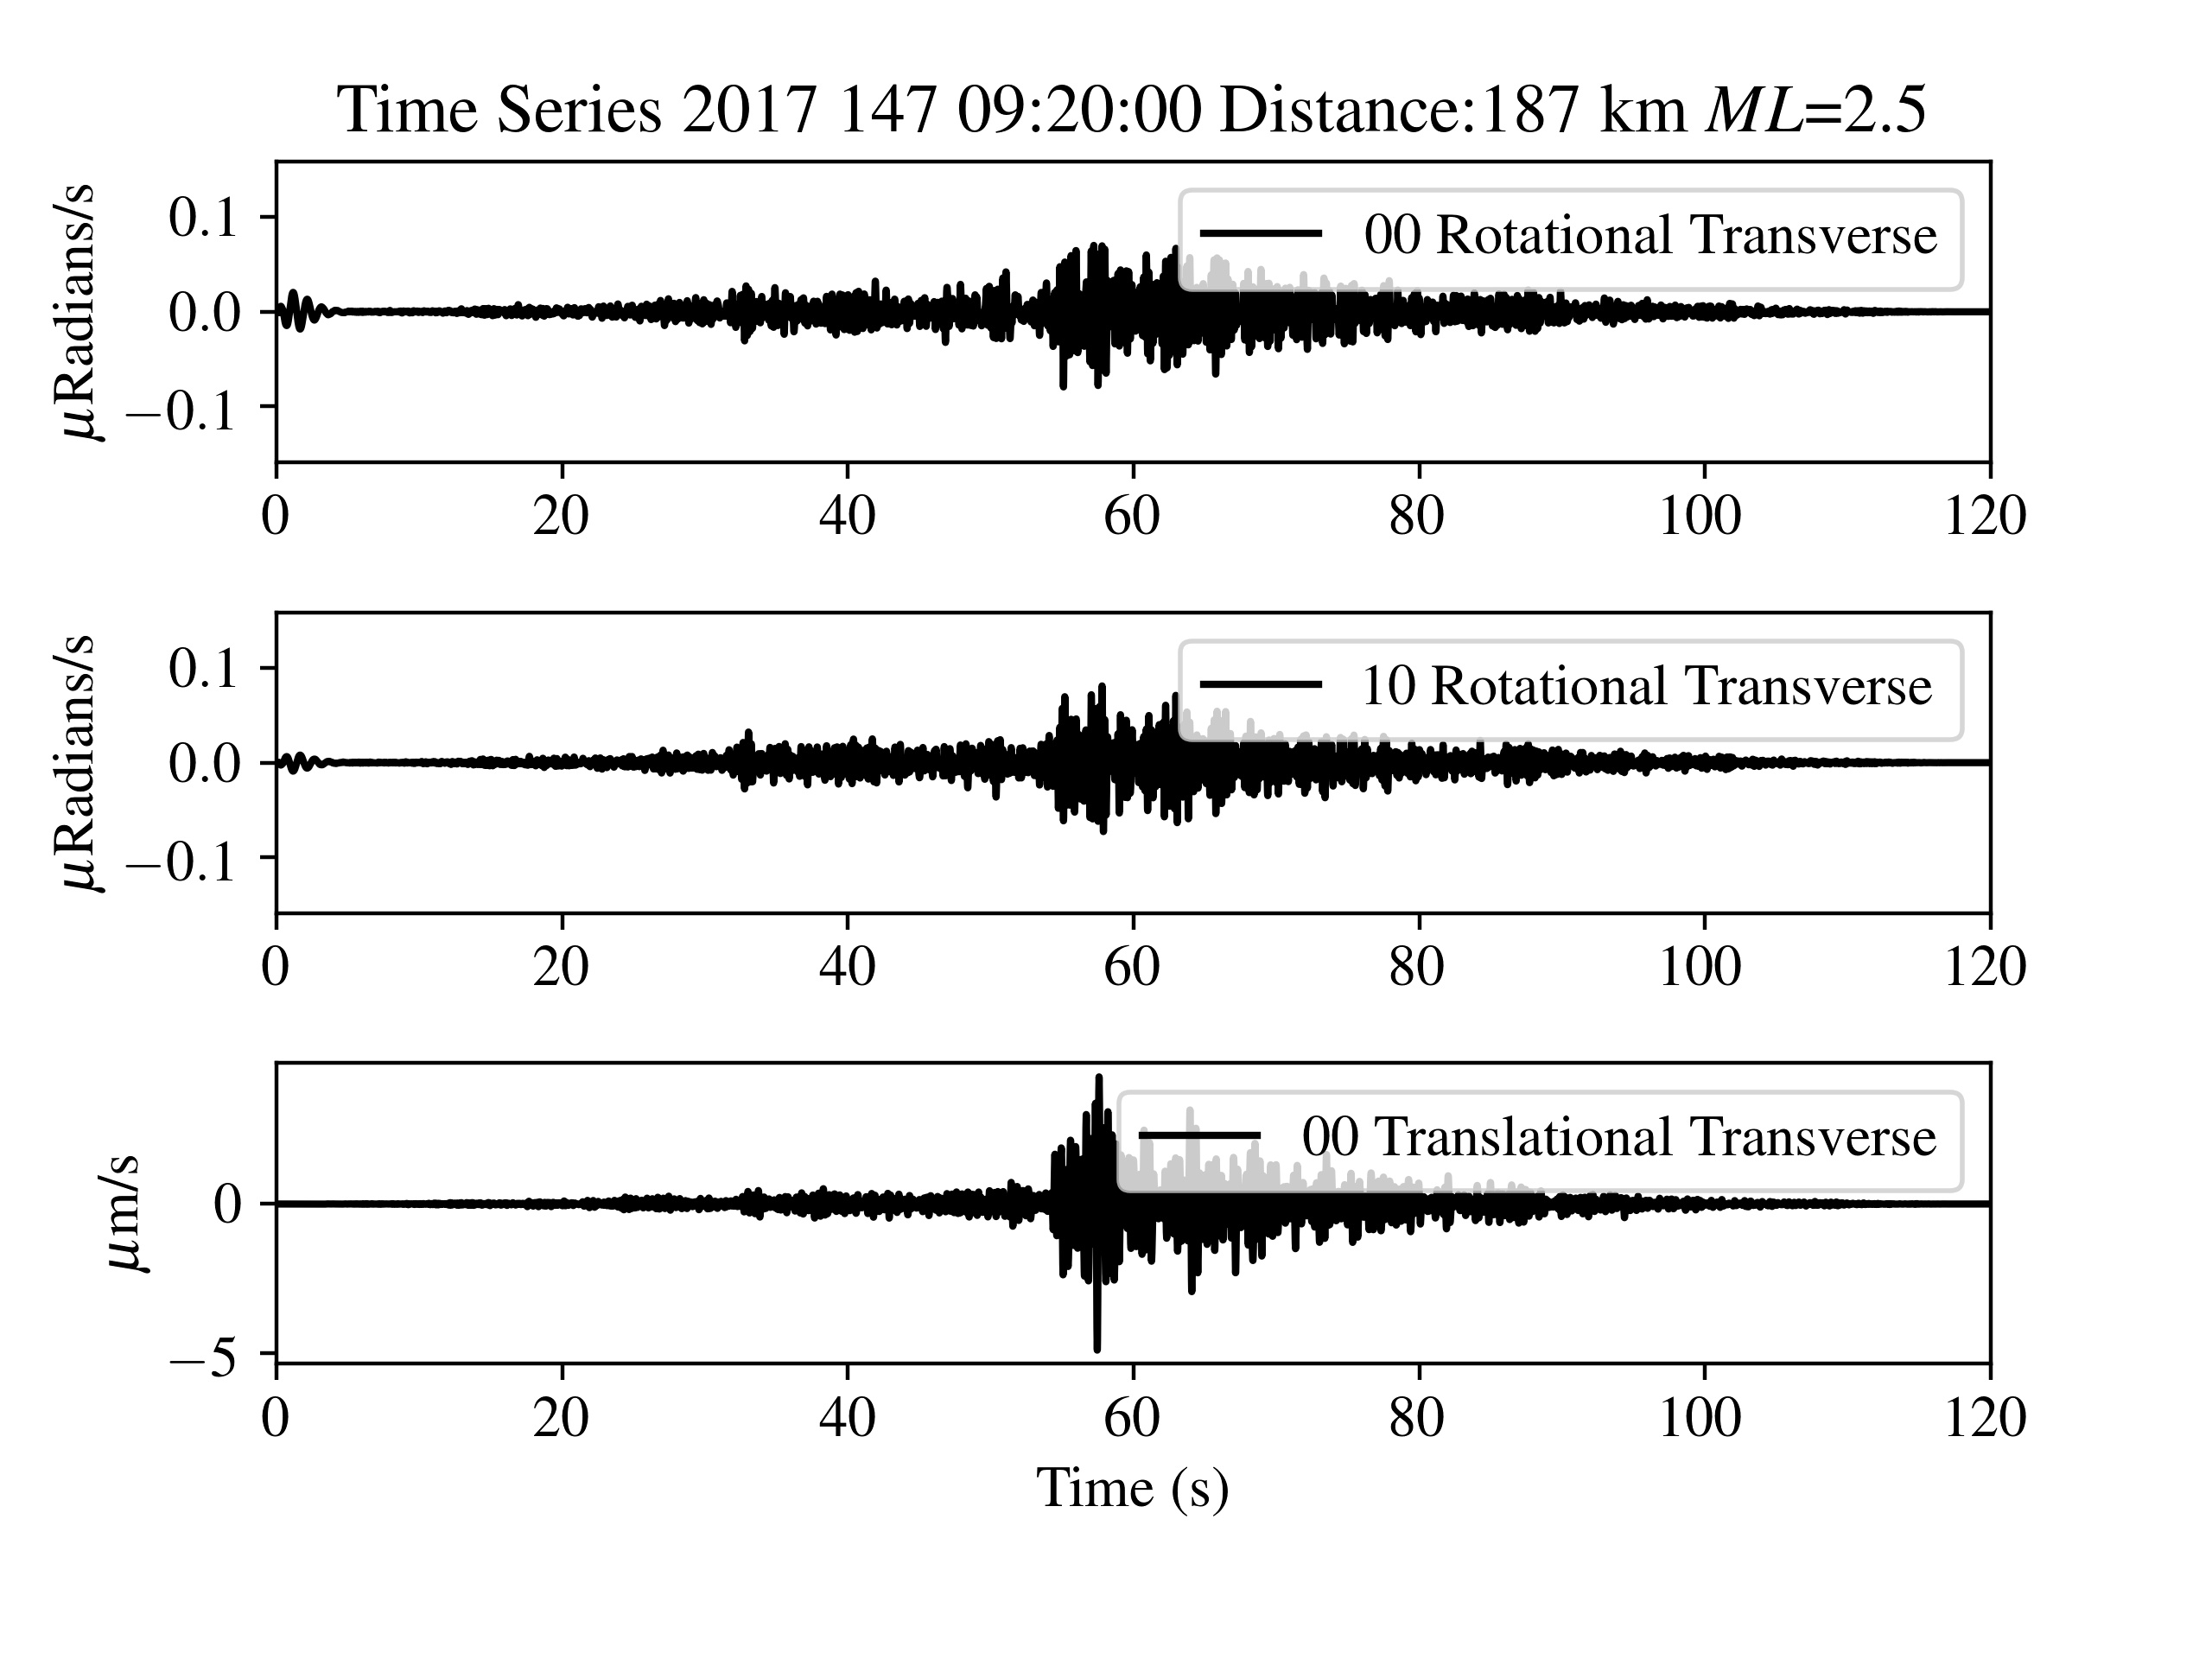 Time Series 2017 147 09:20:00 Distance:187 km ML=2.5
μRadians/s
0.1
0.0
−0.1
00 Rotational Transverse
0 20 40 60 80 100 120
μRadians/s
0.1
0.0
−0.1
10 Rotational Transverse
0 20 40 60 80 100 120
μm/s
0
−5
00 Translational Transverse
0 20 40 60 80 100 120
Time (s)